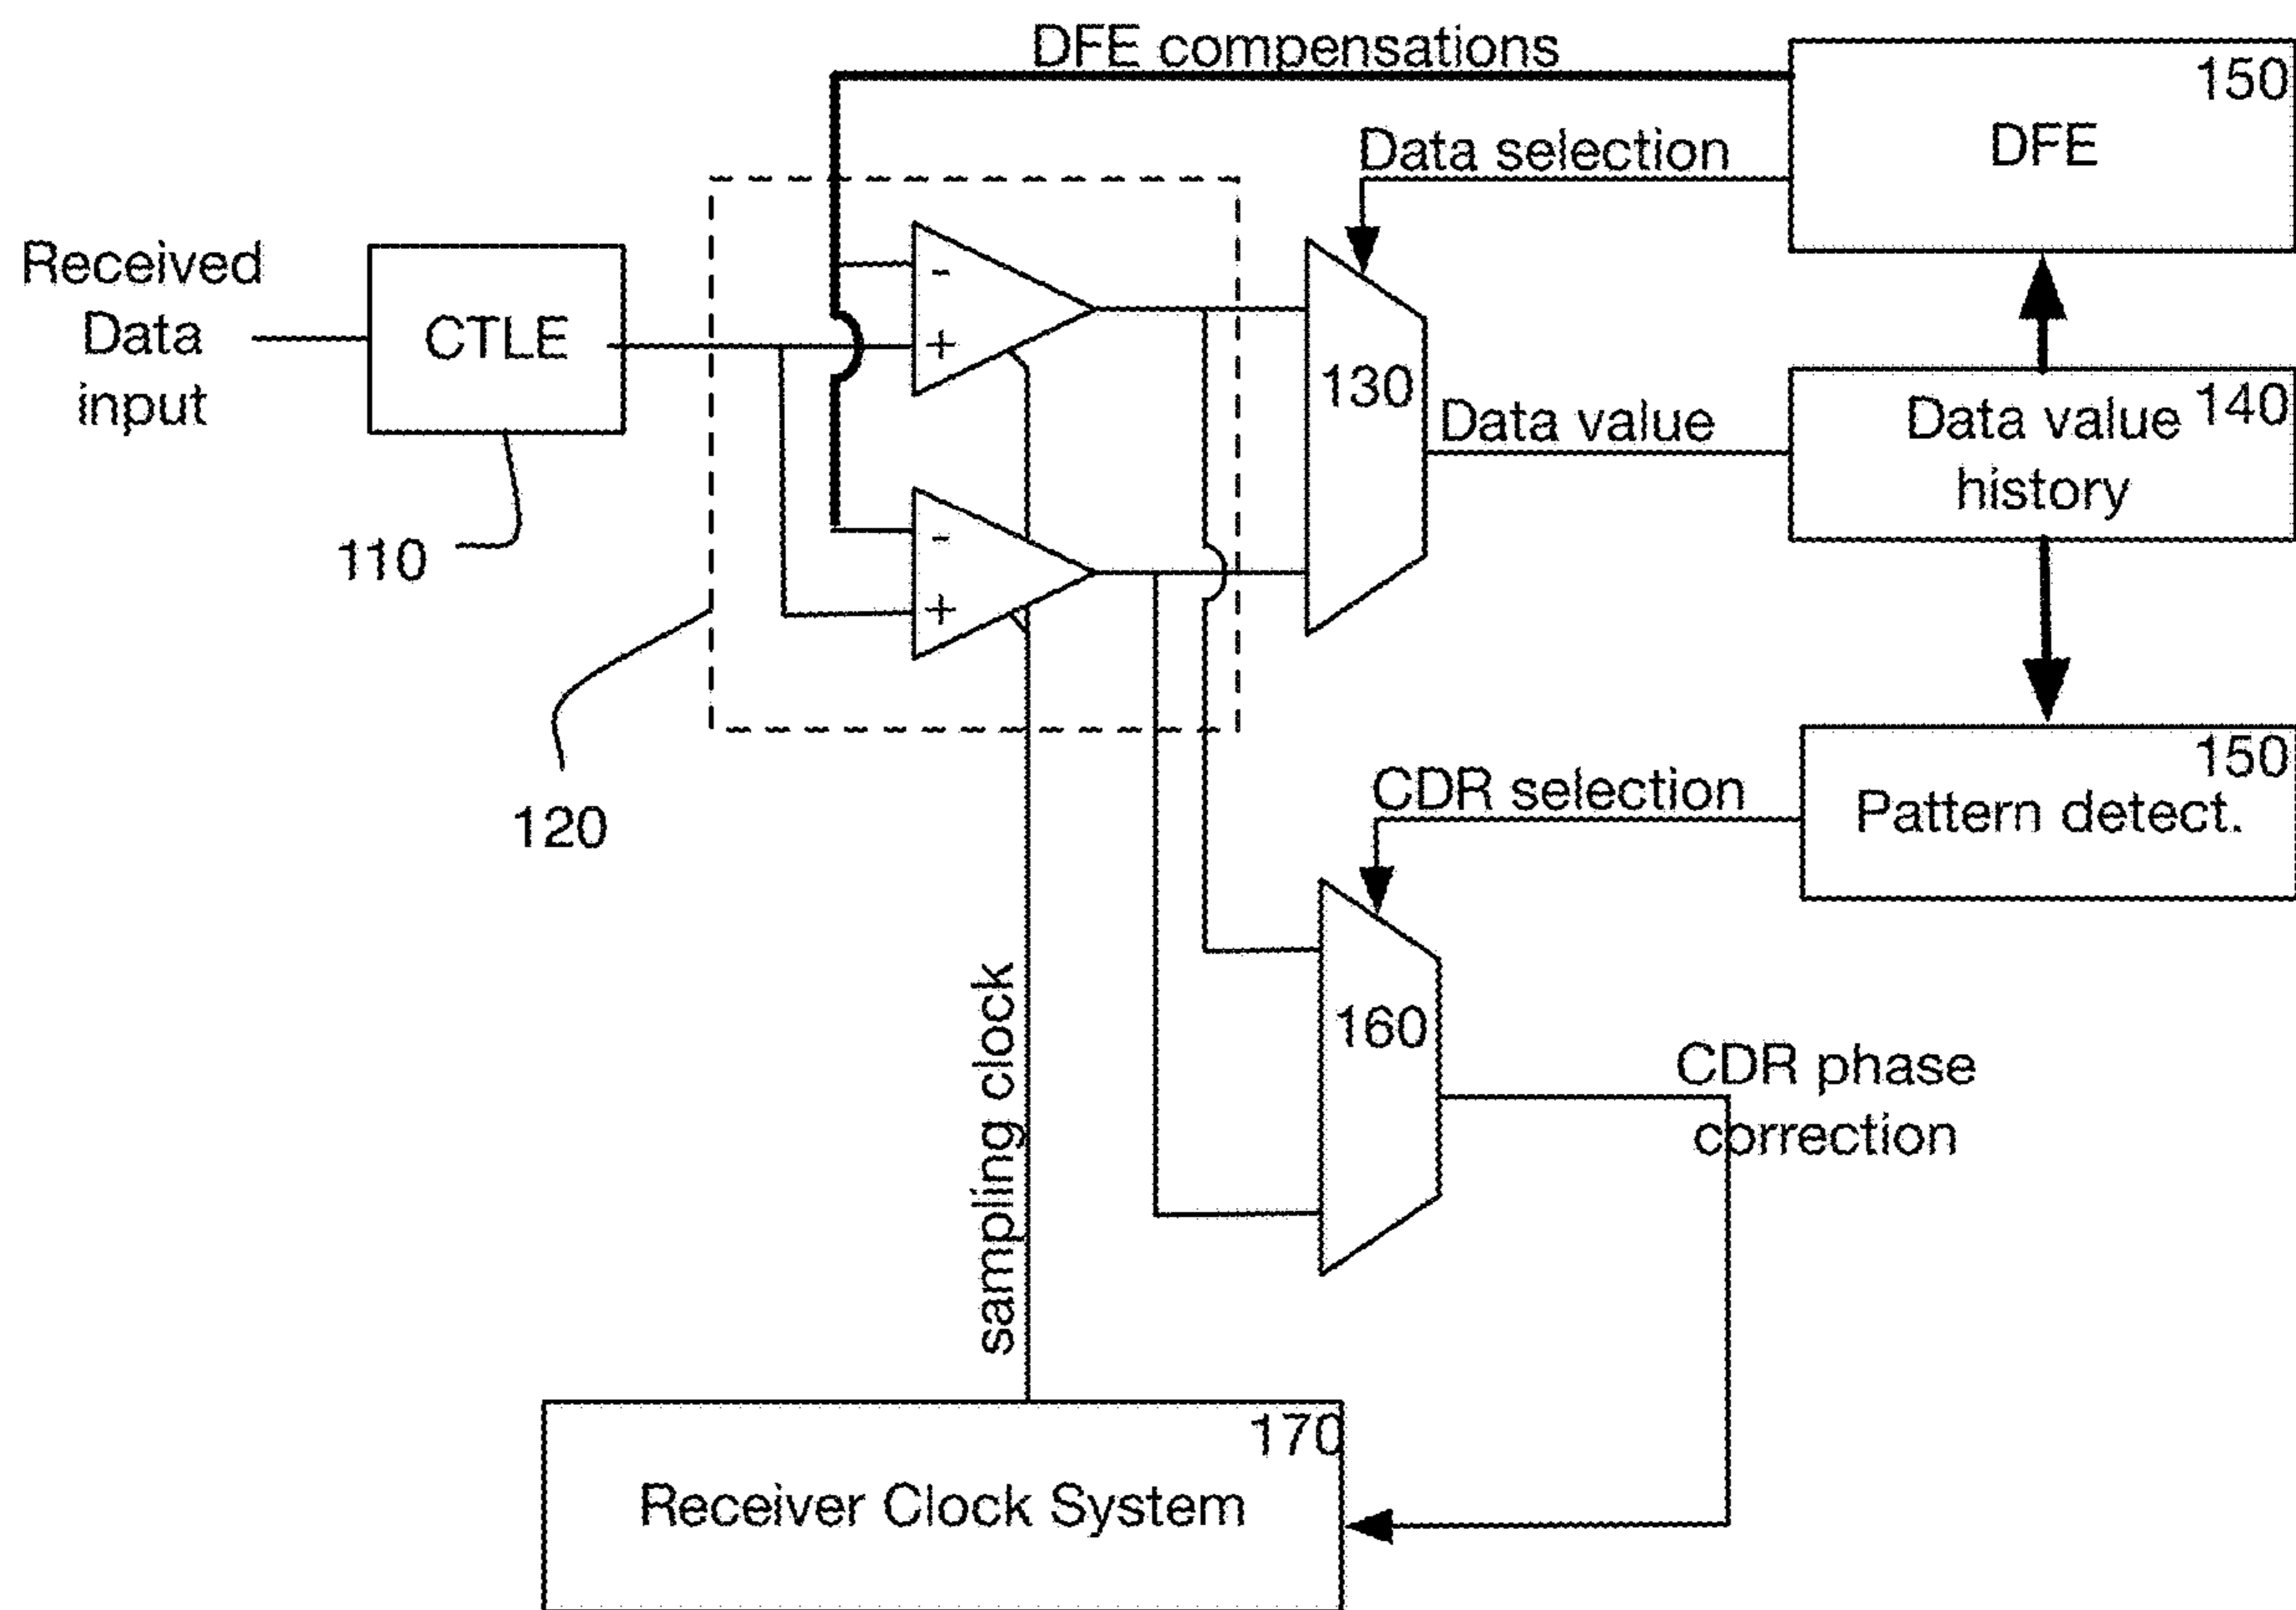 DFE compensations
150
DFE
Data selection
Received
Data
input
CTLE
-
+
130
Data value
Data value
140
history
110
-
+
120
150
Pattern detect.
CDR selection
160
CDR phase
correction
sampling clock
170
Receiver Clock System